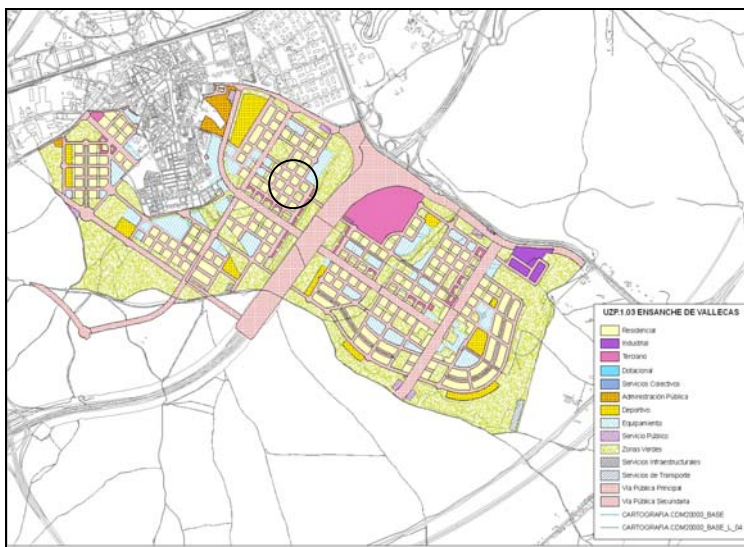 UZP.1.03 ENSANCHE DE VALLECAS
Residencial
Industrial
Terciario
Dotacional
Servicios Colectivos
Administración Pública
Deportivo
Equipamiento
Servicio Público
Zonas Verdes
Servicios Infraestructurales
Servicios de Transporte
Vía Pública Principal
Vía Pública Secundaria
CARTOGRAFIA.CDM20000_BASE
CARTOGRAFIA.CDM20000_BASE_L_04